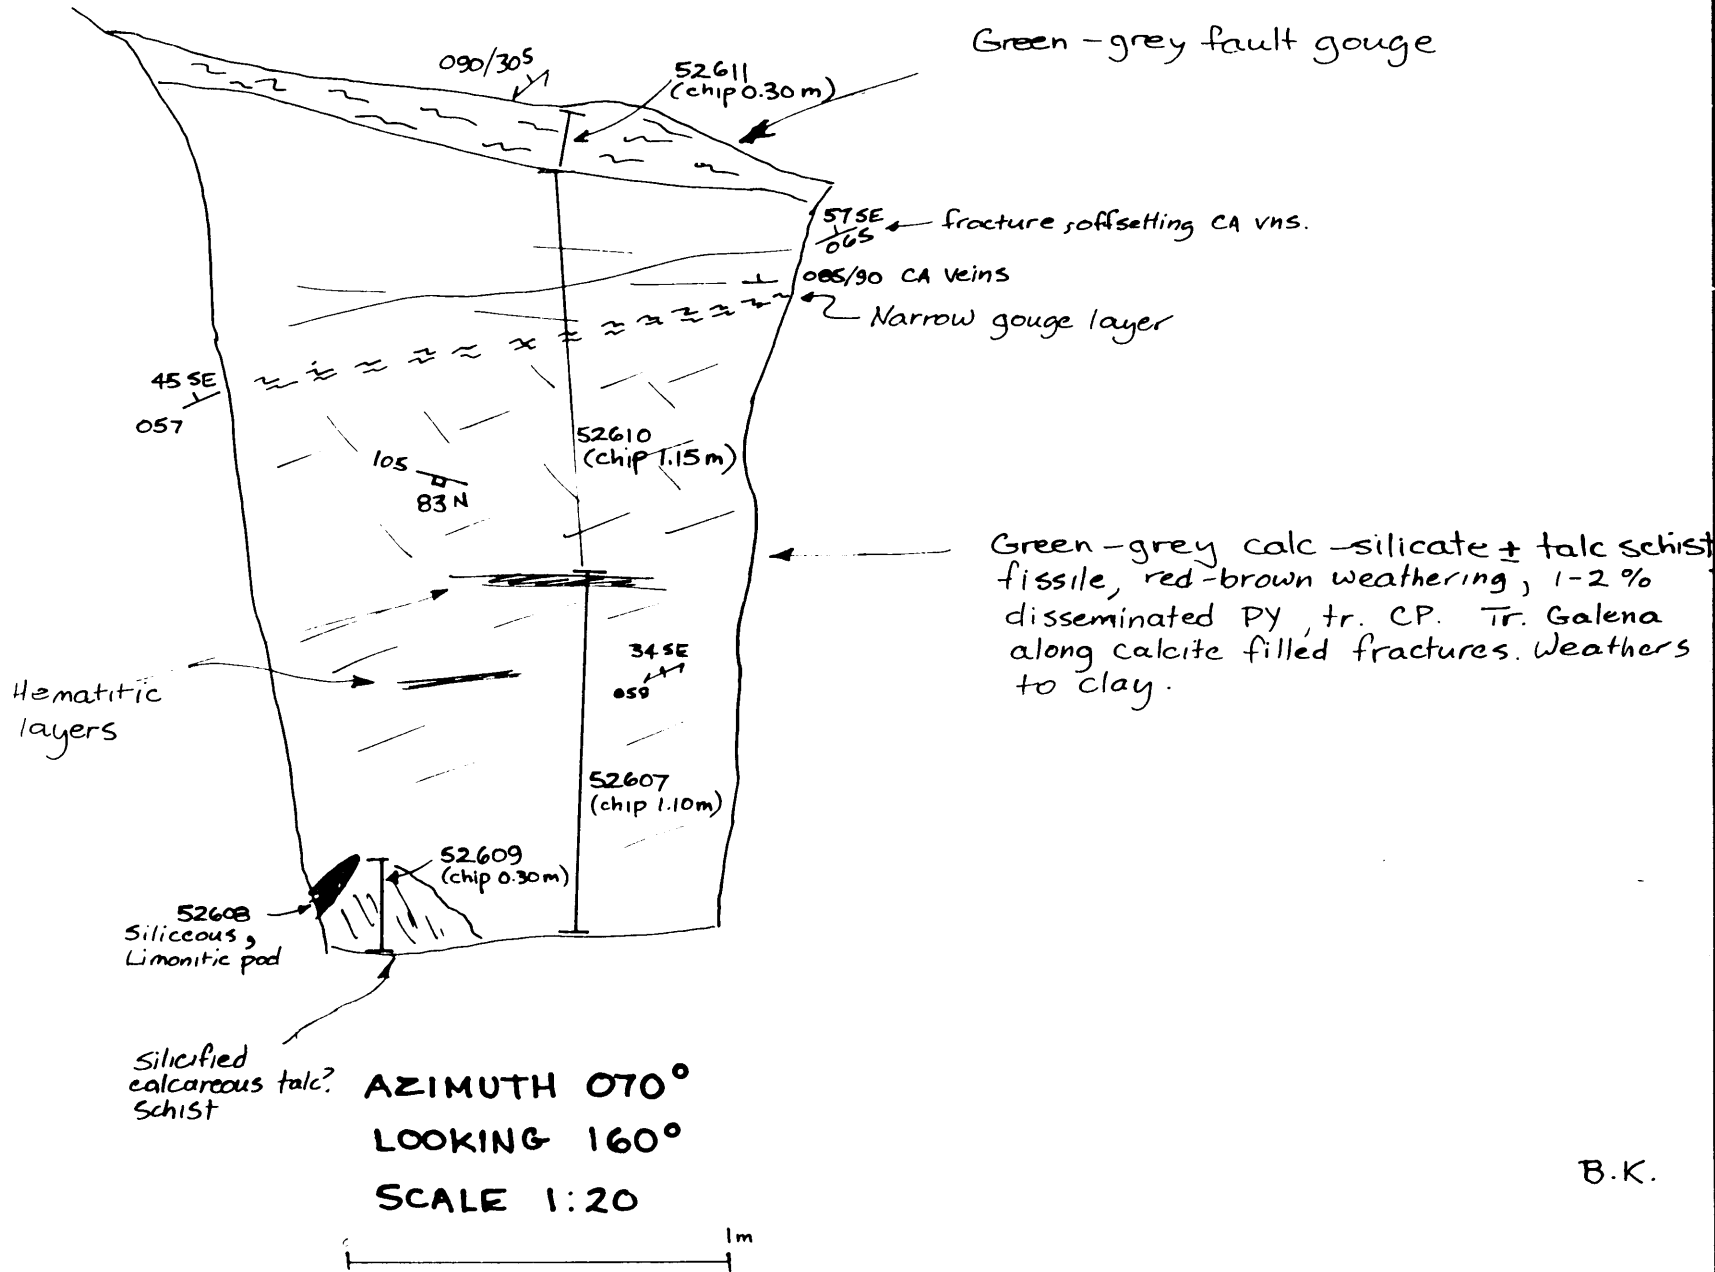 Green-grey fault gouge
090/30S
52611
(chip 0.30m)
57SE
065
fracture, offsetting CA vns.
085/90 CA veins
Narrow gouge layer
45 SE
057
52610
(chip 1.15m)
105
83 N
Green-grey calc-silicate ± talc schist
fissile, red-brown weathering, 1-2%
disseminated PY, tr. CP. Tr. Galena
along calcite filled fractures. Weathers
to clay.
34 SE
059
Hematitic
layers
52607
(chip 1.10m)
52609
(chip 0.30m)
52608
Siliceous,
Limonitic pod
Silicified
calcareous talc?
schist
AZIMUTH 070°
LOOKING 160°
SCALE 1:20
1m
B.K.